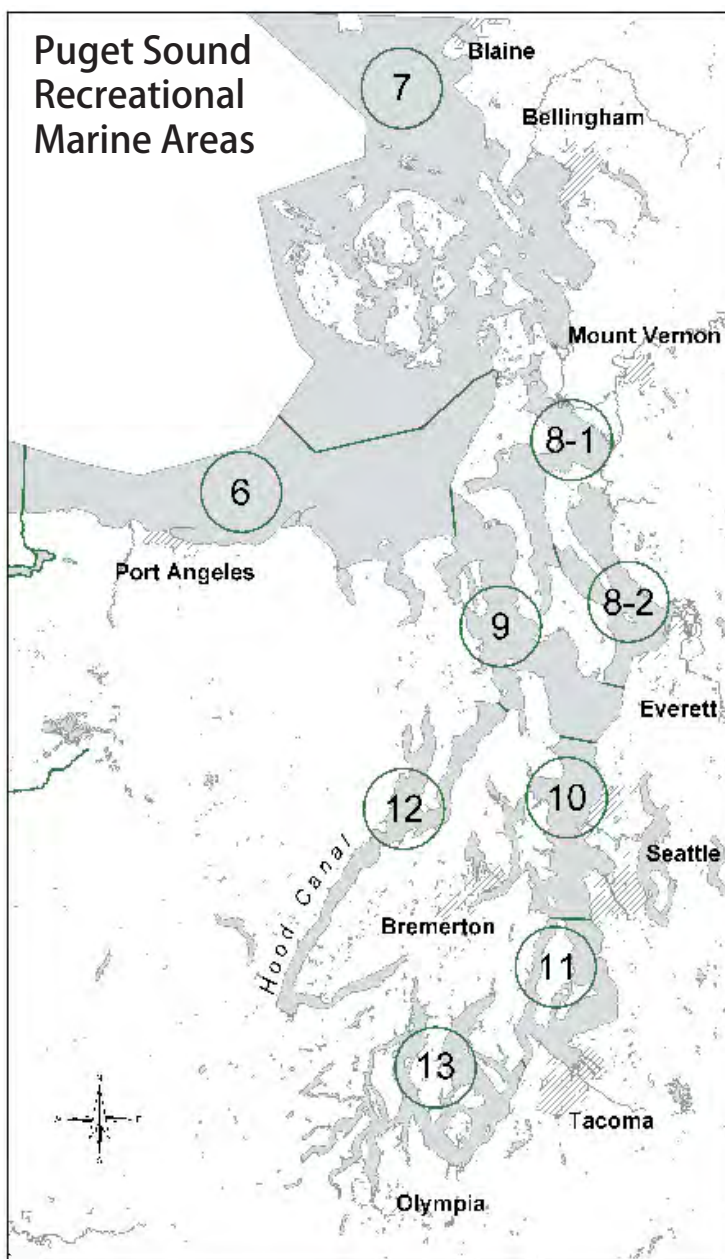 Puget Sound
Recreational
Marine Areas
Blaine
7
Bellingham
Mount Vernon
8-1
6
Port Angeles
8-2
9
Everett
10
12
Seattle
Hood Canal
Bremerton
11
13
Tacoma
Olympia